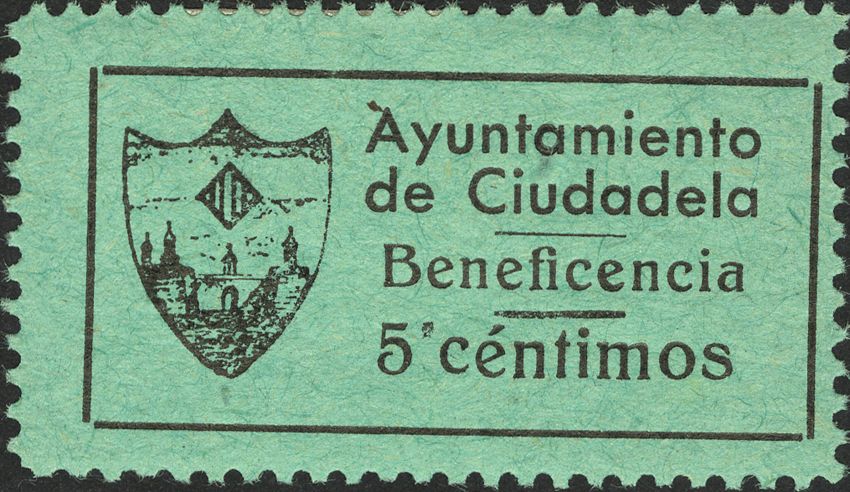 Ayuntamiento
de Ciudadela
Beneficencia
5 céntimos